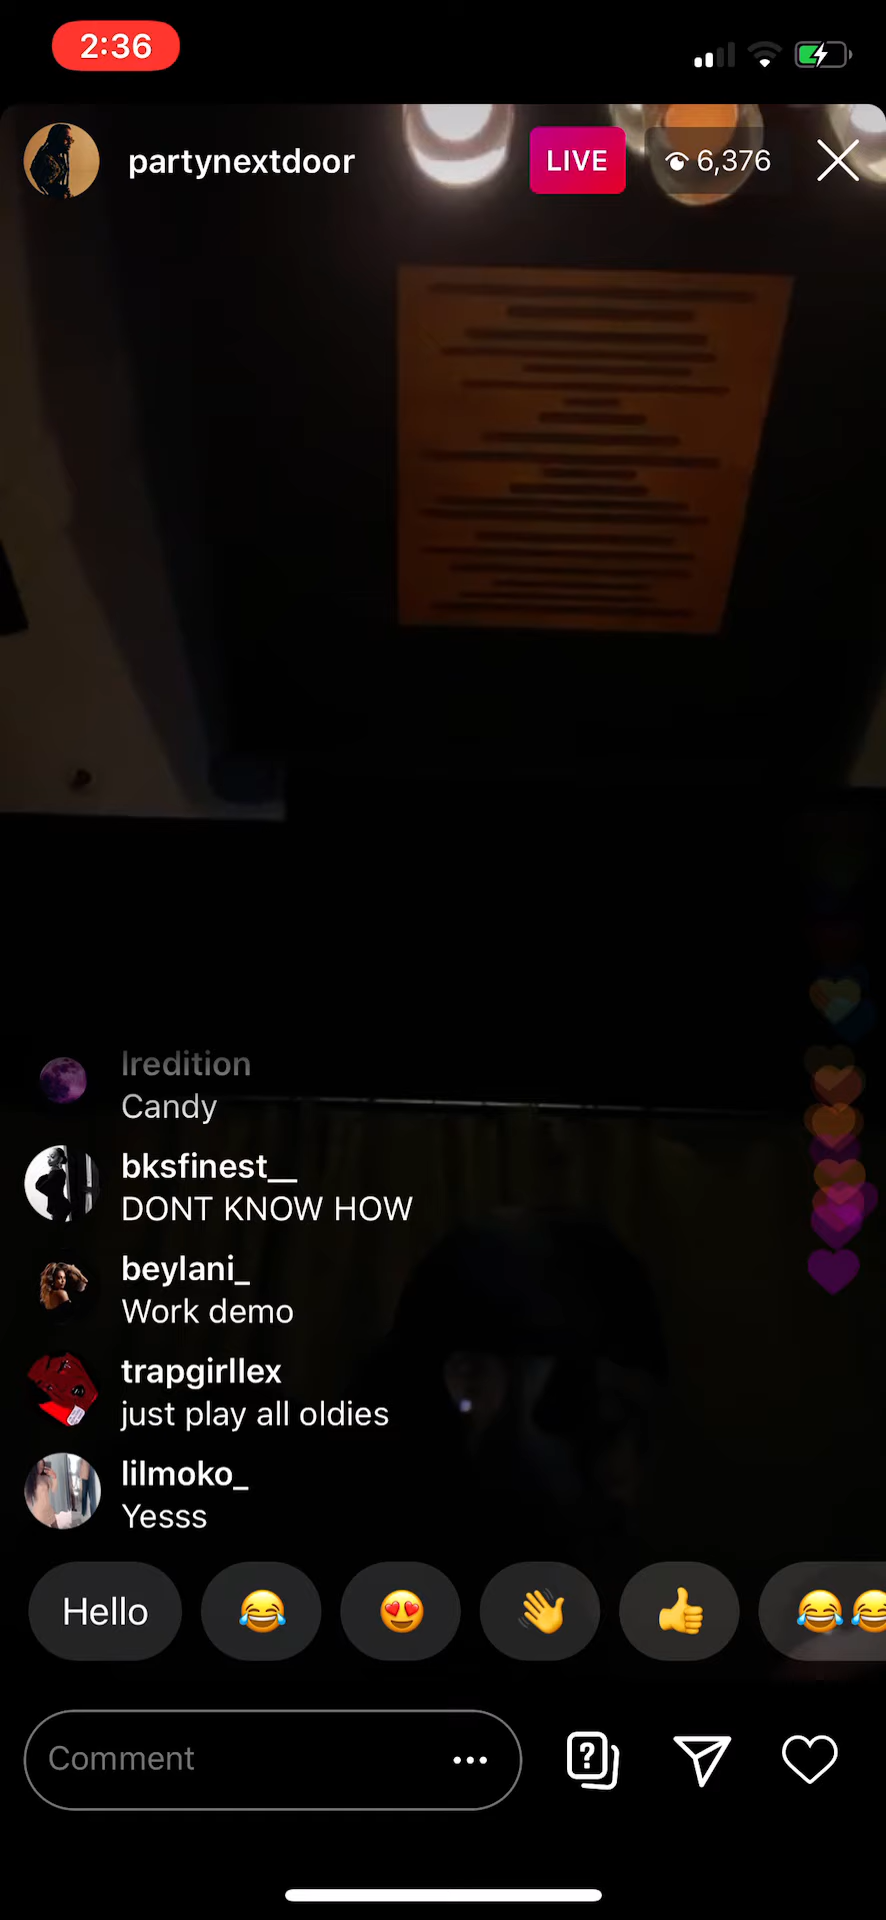 2:36
partynextdoor
LIVE
6,376
lredition
Candy
bksfinest__
DONT KNOW HOW
beylani_
Work demo
trapgirllex
just play all oldies
lilmoko_
Yesss
Hello
Comment